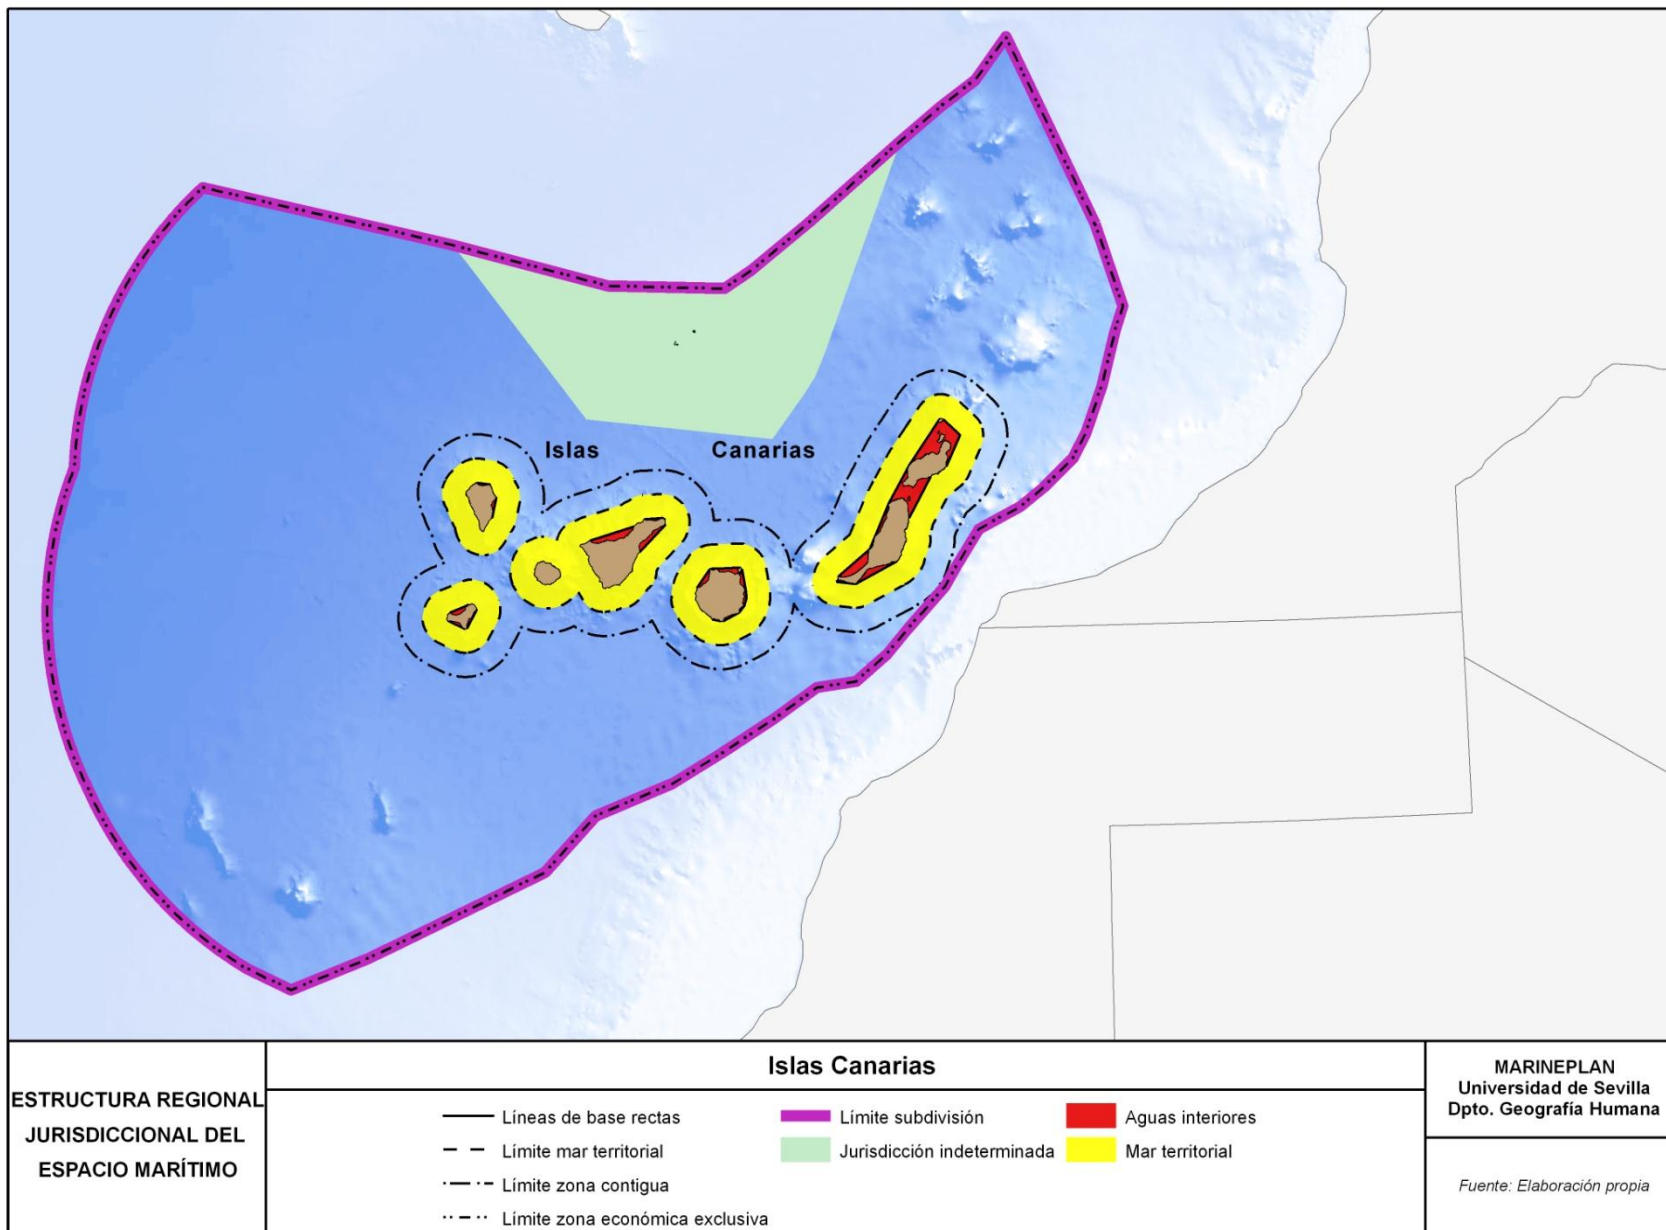 Islas
Canarias
ESTRUCTURA REGIONAL
JURISDICCIONAL DEL
ESPACIO MARÍTIMO
Islas Canarias
Líneas de base rectas
Límite mar territorial
Límite zona contigua
Límite zona económica exclusiva
Límite subdivisión
Jurisdicción indeterminada
Aguas interiores
Mar territorial
MARINEPLAN
Universidad de Sevilla
Dpto. Geografía Humana
Fuente: Elaboración propia